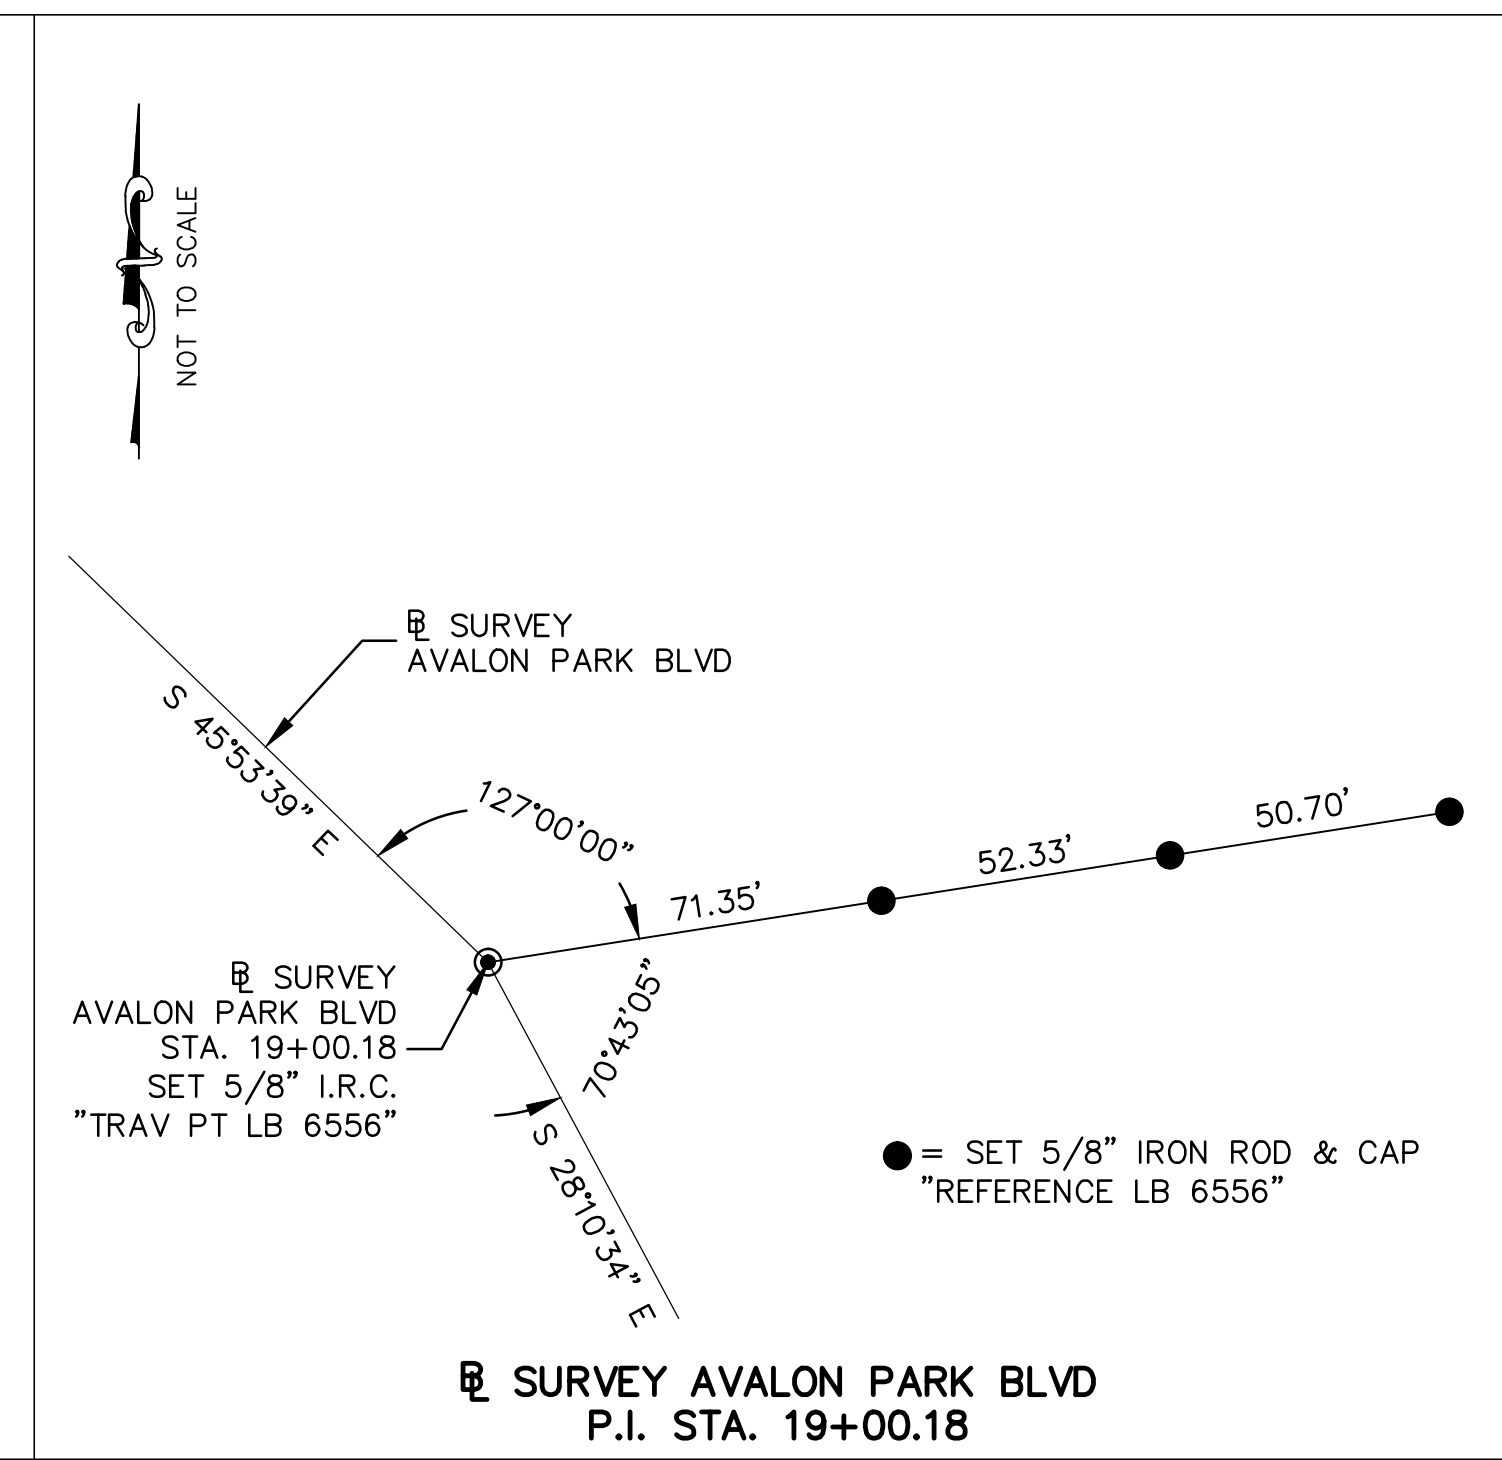 NOT TO SCALE
℄ SURVEY
AVALON PARK BLVD
S 45°53'39" E
127°00'00"
71.35'
52.33'
50.70'
70°43'05"
℄ SURVEY
AVALON PARK BLVD
STA. 19+00.18
SET 5/8" I.R.C.
"TRAV PT LB 6556"
S 28°10'34" E
= SET 5/8" IRON ROD & CAP
"REFERENCE LB 6556"
BL SURVEY AVALON PARK BLVD
P.I. STA. 19+00.18